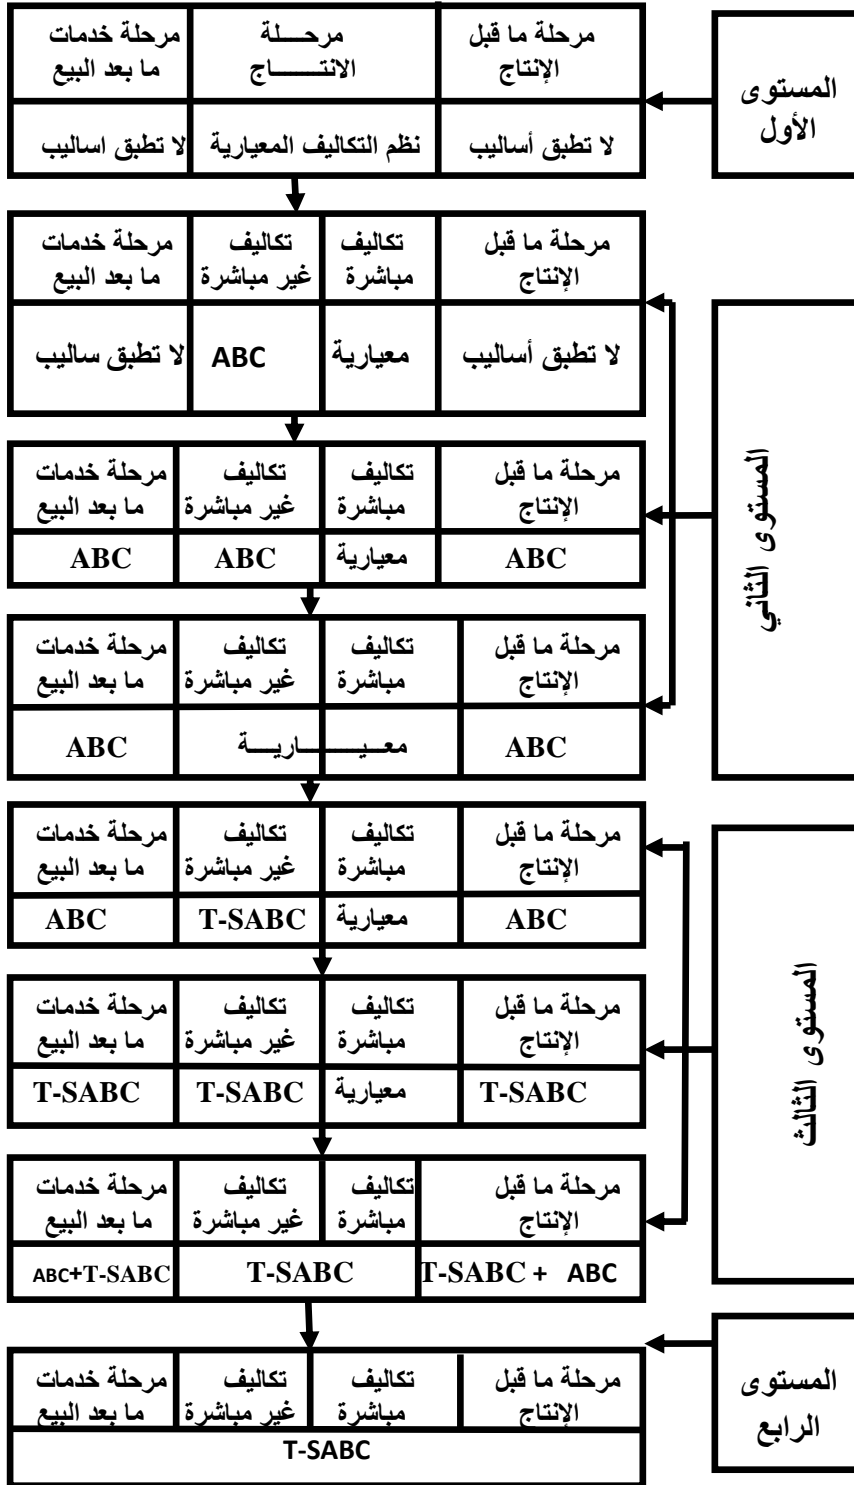 المستوى
الأول
مرحلة ما قبل
الإنتاج
مرحـــلة
الانتـــــاج
مرحلة خدمات
ما بعد البيع
لا تطبق أساليب
نظم التكاليف المعيارية
لا تطبق اساليب
المستوى الثاني
مرحلة ما قبل
الإنتاج
تكاليف
مباشرة
تكاليف
غير مباشرة
مرحلة خدمات
ما بعد البيع
لا تطبق أساليب
معيارية
ABC
لا تطبق ساليب
مرحلة ما قبل
الإنتاج
تكاليف
مباشرة
تكاليف
غير مباشرة
مرحلة خدمات
ما بعد البيع
ABC
معيارية
ABC
ABC
مرحلة ما قبل
الإنتاج
تكاليف
مباشرة
تكاليف
غير مباشرة
مرحلة خدمات
ما بعد البيع
ABC
معـيـــــــاريـــة
ABC
المستوى الثالث
مرحلة ما قبل
الإنتاج
تكاليف
مباشرة
تكاليف
غير مباشرة
مرحلة خدمات
ما بعد البيع
ABC
معيارية
T-SABC
ABC
مرحلة ما قبل
الإنتاج
تكاليف
مباشرة
تكاليف
غير مباشرة
مرحلة خدمات
ما بعد البيع
T-SABC
معيارية
T-SABC
T-SABC
مرحلة ما قبل
الإنتاج
تكاليف
مباشرة
تكاليف
غير مباشرة
مرحلة خدمات
ما بعد البيع
T-SABC + ABC
T-SABC
ABC+T-SABC
المستوى
الرابع
مرحلة ما قبل
الإنتاج
تكاليف
مباشرة
تكاليف
غير مباشرة
مرحلة خدمات
ما بعد البيع
T-SABC